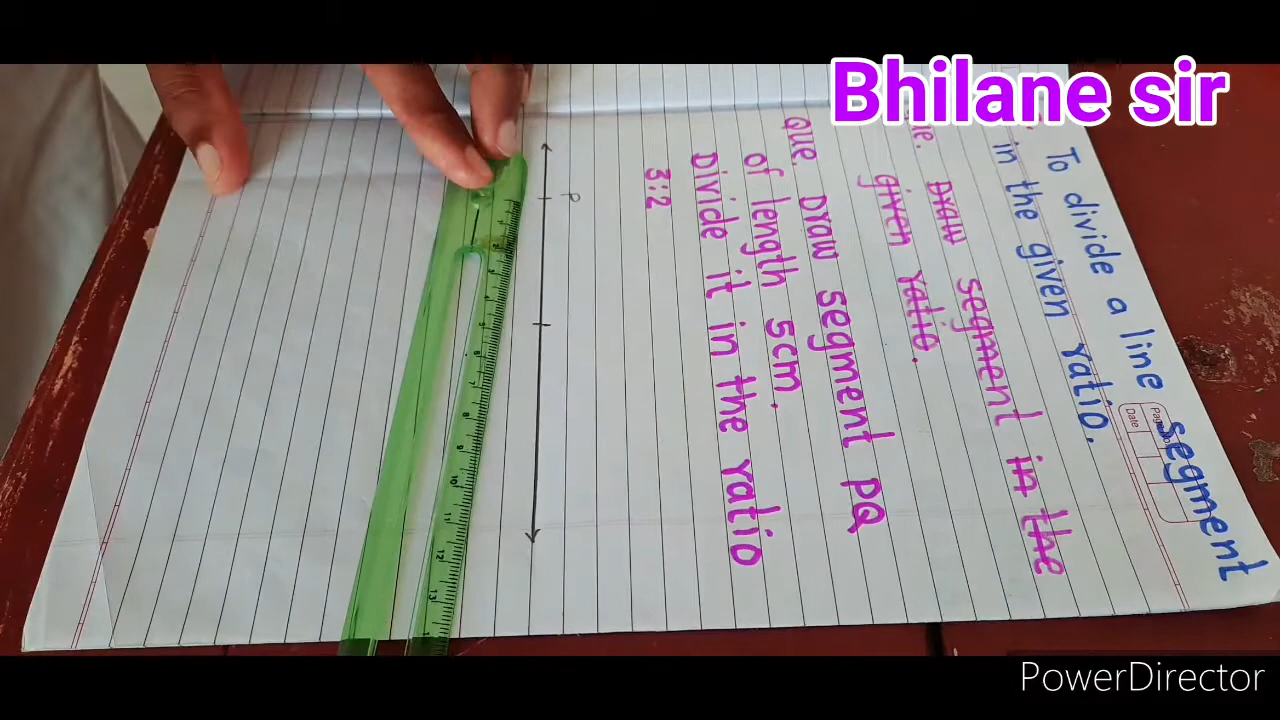 Bhilane sir
To divide a line segment
in the given ratio.
Draw segment in the
given ratio.
Que. Draw segment PQ
of length 5cm.
Divide it in the ratio
3:2
P
Date
PowerDirector